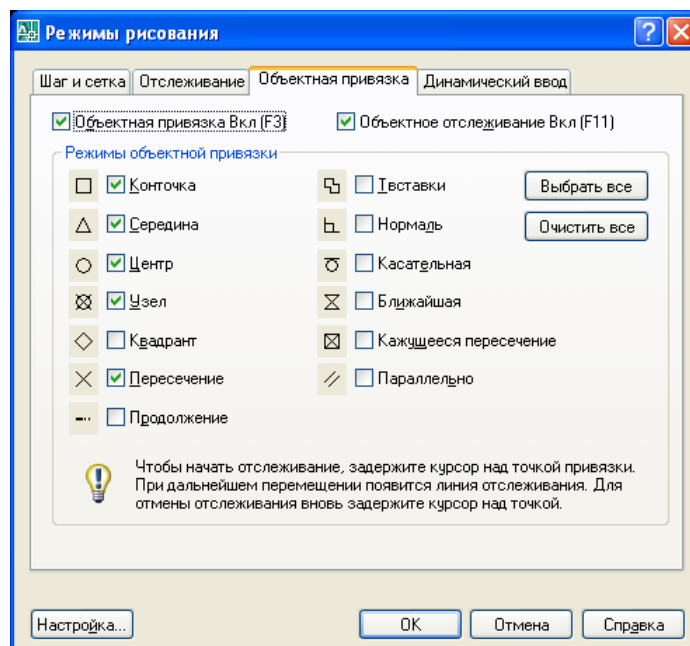 Режимы рисования
Шаг и сетка Отслеживание Объектная привязка Динамический ввод
Объектная привязка Вкл (F3) Объектное отслеживание Вкл (F11)
Режимы объектной привязки
Конточка Твставки Выбрать все
Середина Нормаль Очистить все
Центр Касательная
Узел Ближайшая
Квадрант Кажущееся пересечение
Пересечение Параллельно
Продолжение
Чтобы начать отслеживание, задержите курсор над точкой привязки.
При дальнейшем перемещении появится линия отслеживания. Для
отмены отслеживания вновь задержите курсор над точкой.
Настройка... OK Отмена Справка